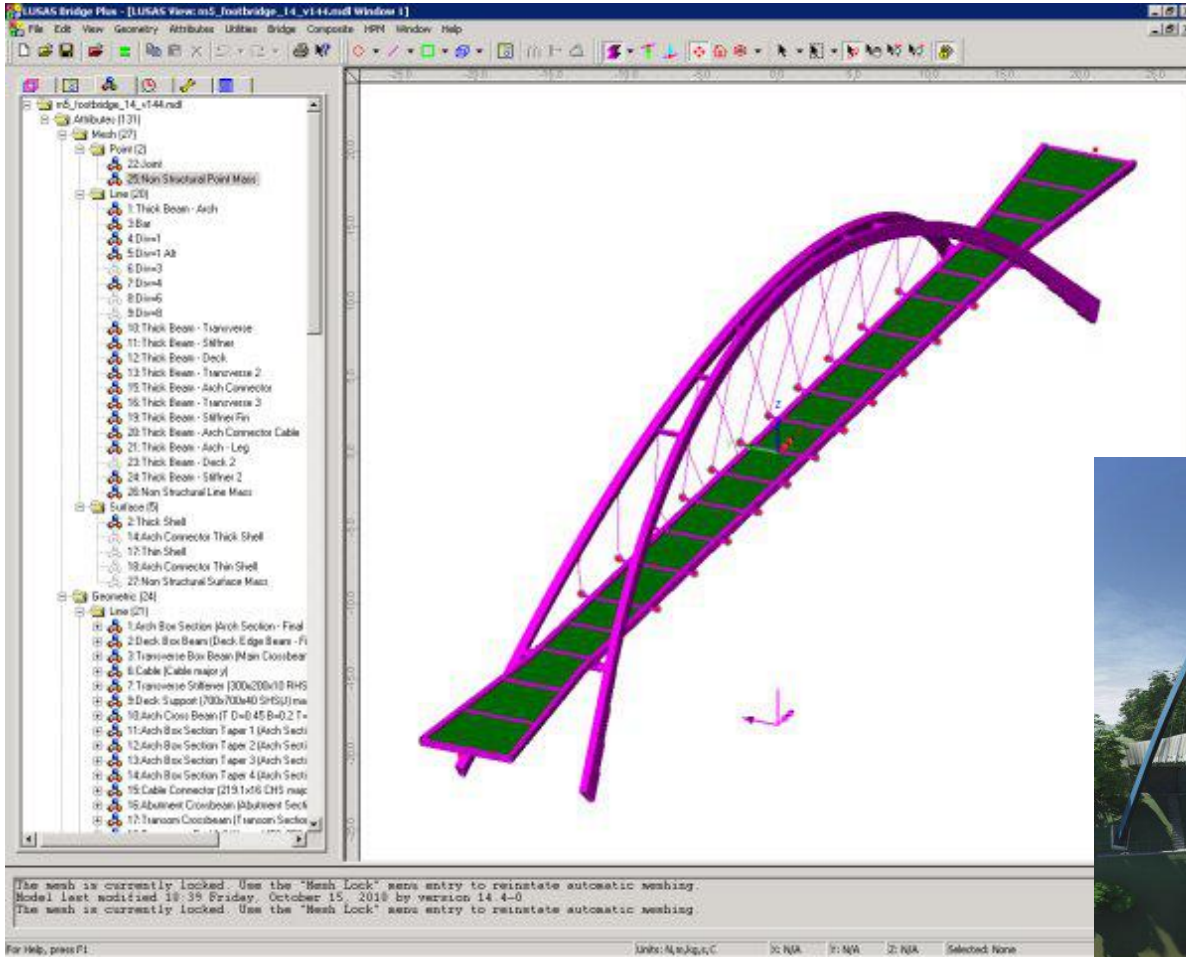 LUSAS Bridge Plus - [LUSAS View: m5_footbridge_14_v144.mdl Window 1]
File Edit View Geometry Attributes Utilities Bridge Composite HPM Window Help
m5_footbridge_14_v144.mdl
Attributes (131)
Mesh (27)
Point (2)
22:Joint
25:Non Structural Point Mass
Line (20)
1:Thick Beam - Arch
3:Bar
4:Div=1
5:Div=1 Alt
6:Div=3
7:Div=4
8:Div=6
9:Div=8
10:Thick Beam - Transverse
11:Thick Beam - Stiffner
12:Thick Beam - Deck
13:Thick Beam - Transverse 2
15:Thick Beam - Arch Connector
16:Thick Beam - Transverse 3
19:Thick Beam - Stiffner Fin
20:Thick Beam - Arch Connector Cable
21:Thick Beam - Arch - Leg
23:Thick Beam - Deck 2
24:Thick Beam - Stiffner 2
26:Non Structural Line Mass
Surface (5)
2:Thick Shell
14:Arch Connector Thick Shell
17:Thin Shell
18:Arch Connector Thin Shell
27:Non Structural Surface Mass
Geometric (24)
Line (21)
1:Arch Box Section (Arch Section - Final
2:Deck Box Beam (Deck Edge Beam - Fi
3:Transverse Box Beam (Main Crossbear
6:Cable (Cable major y)
7:Transverse Stiffener (300x200x10 RHS
9:Deck Support (700x700x40 SHS(J) ma
10:Arch Cross Beam (T D=0.45 B=0.2 T=
11:Arch Box Section Taper 1 (Arch Secti
12:Arch Box Section Taper 2 (Arch Secti
13:Arch Box Section Taper 3 (Arch Secti
14:Arch Box Section Taper 4 (Arch Secti
15:Cable Connector (219.1x16 CHS majc
16:Abutment Crossbeam (Abutment Secti
17:Transom Crossbeam (Transom Section
Z
The mesh is currently locked. Use the "Mesh Lock" menu entry to reinstate automatic meshing.
Model last modified 10:39 Friday, October 15, 2010 by version 14.4-0
The mesh is currently locked. Use the "Mesh Lock" menu entry to reinstate automatic meshing.
For Help, press F1
Units: N,m,kg,s,C
X: N/A
Y: N/A
Z: N/A
Selected: None